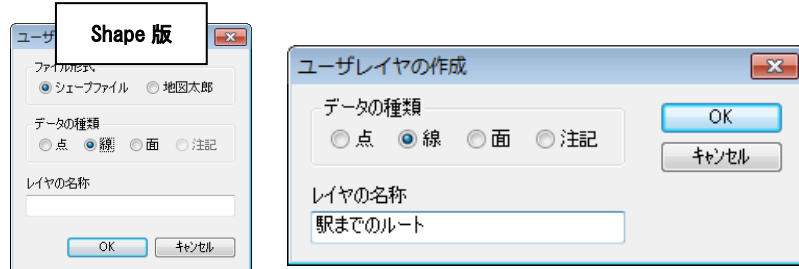 Shape 版
ユーザ
ファイル形式
シェープファイル 地図太郎
データの種類
点 線 面 注記
レイヤの名称
OK キャンセル
ユーザレイヤの作成
データの種類
点 線 面 注記
OK
キャンセル
レイヤの名称
駅までのルート